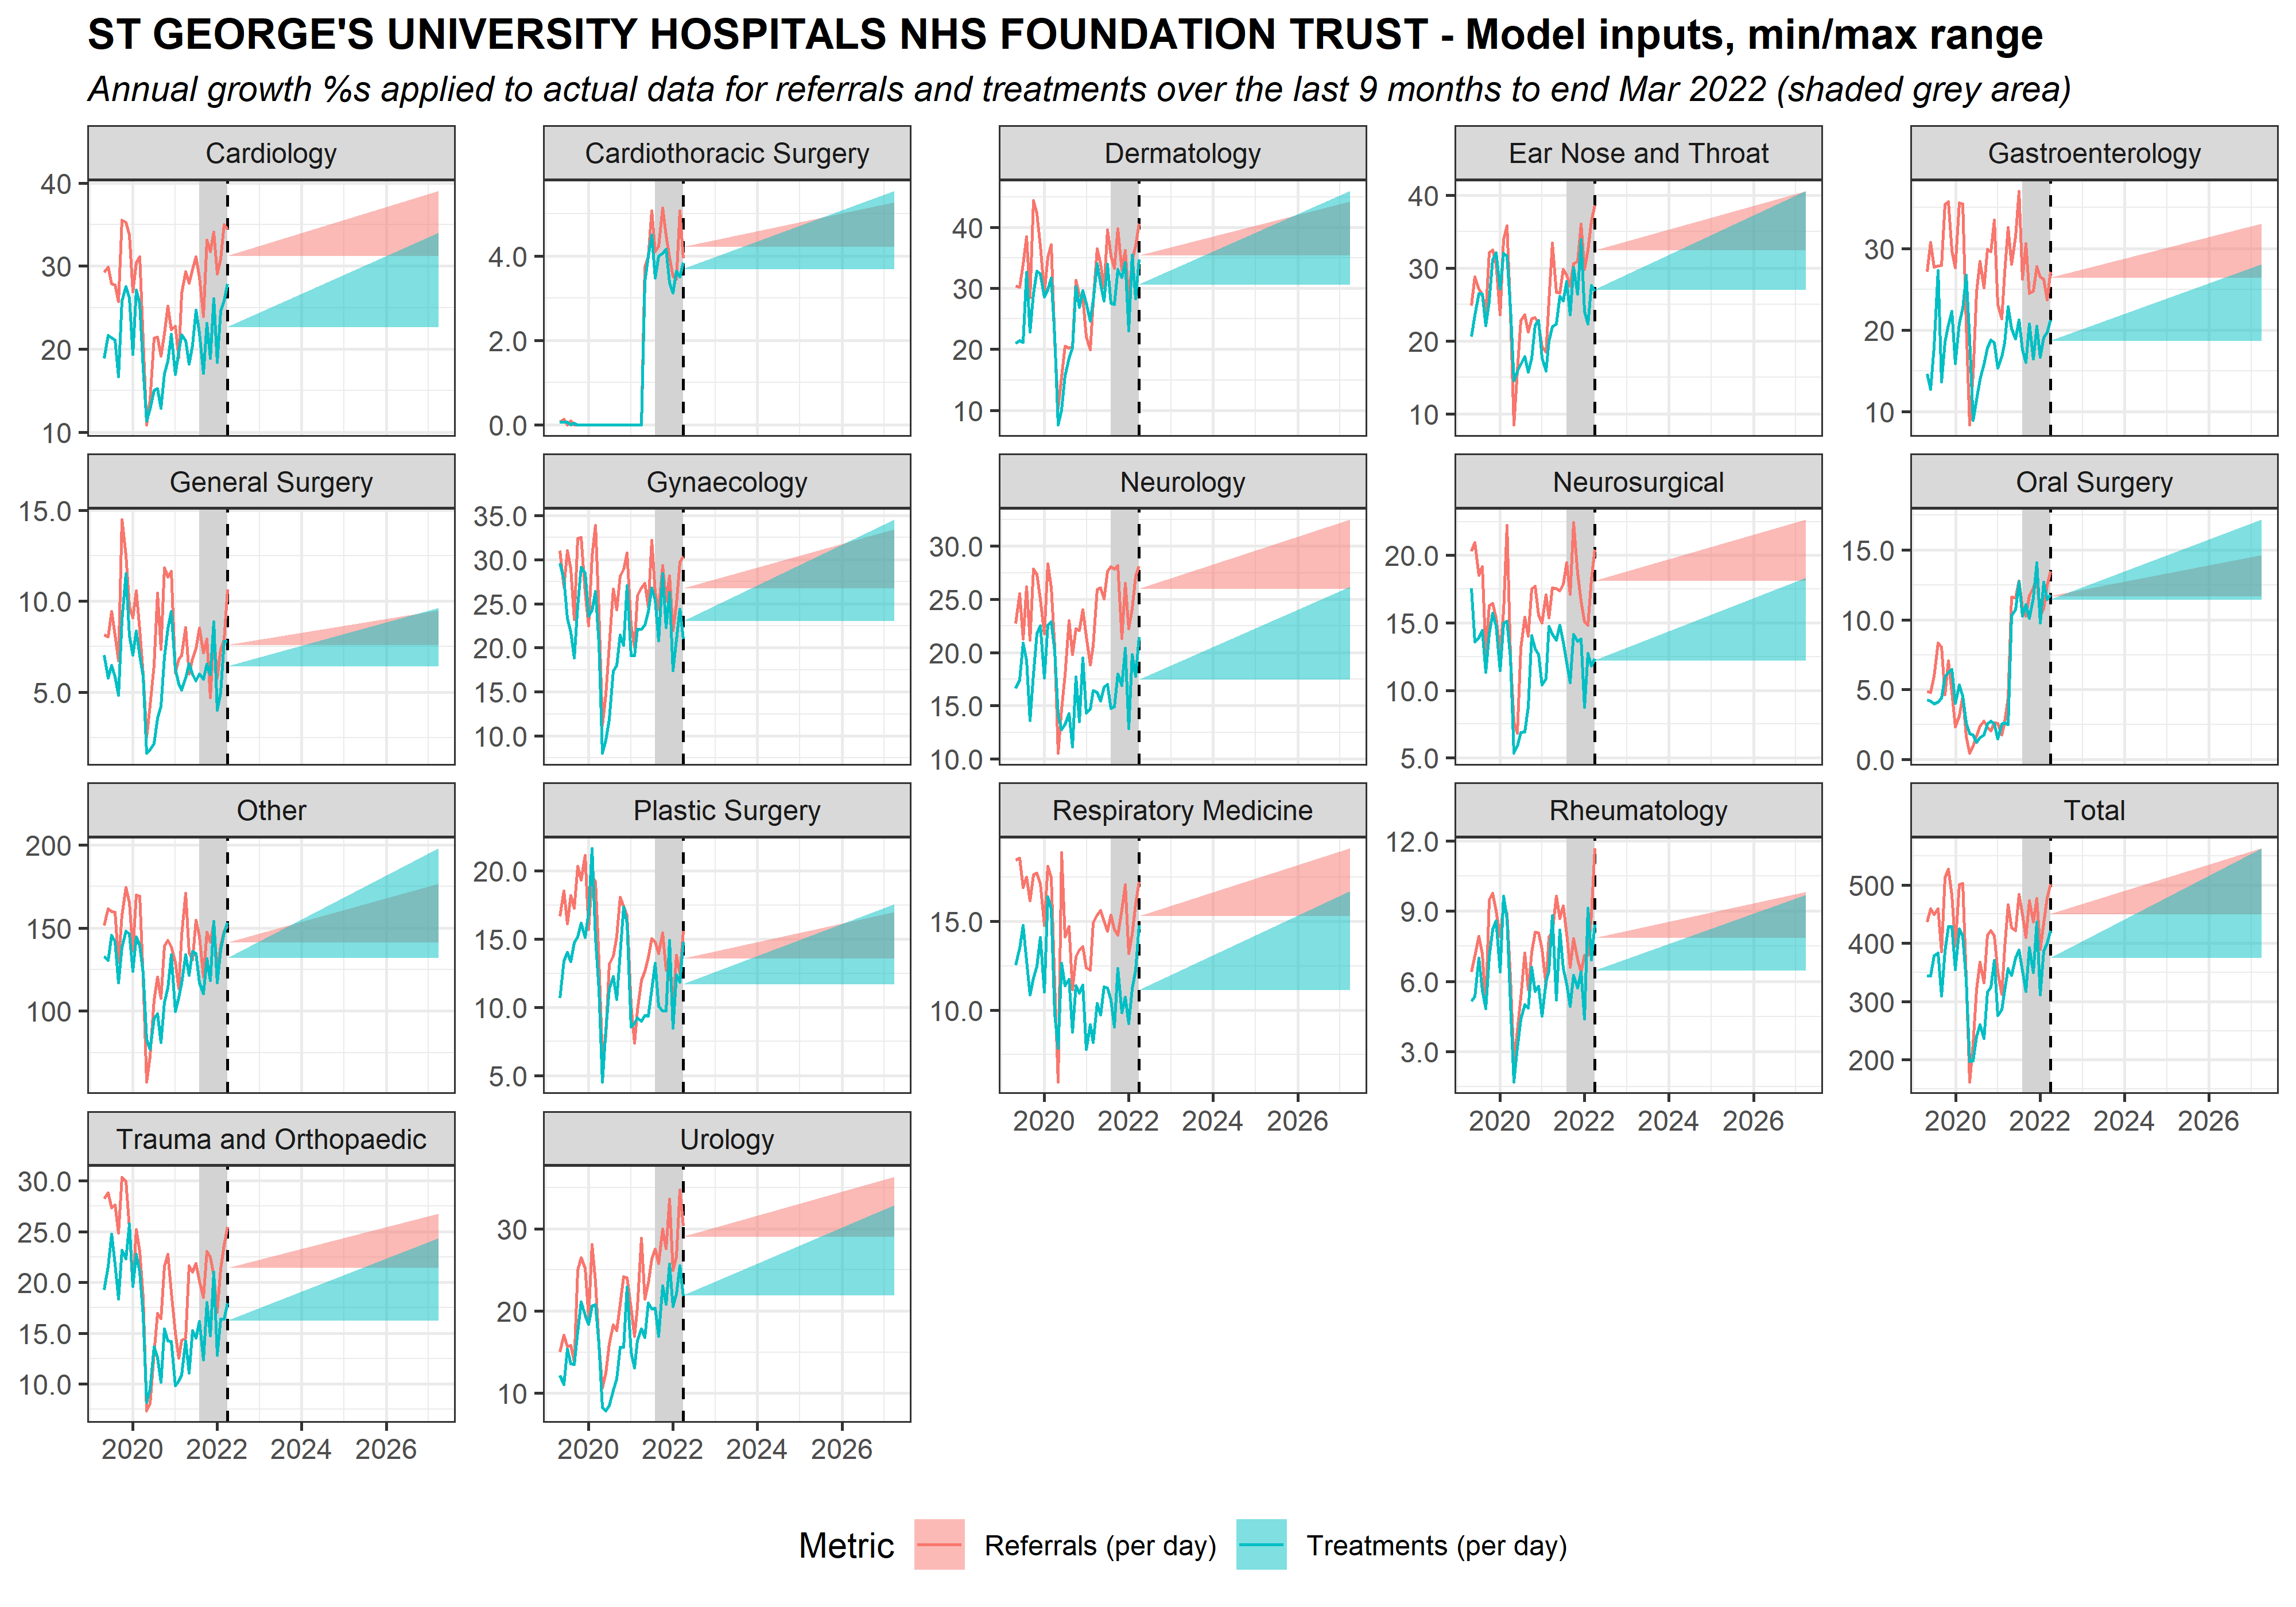 ST GEORGE'S UNIVERSITY HOSPITALS NHS FOUNDATION TRUST - Model inputs, min/max range
Annual growth %s applied to actual data for referrals and treatments over the last 9 months to end Mar 2022 (shaded grey area)
Cardiology
40
30
20
10
Cardiothoracic Surgery
4.0
2.0
0.0
Dermatology
40
30
20
10
Ear Nose and Throat
40
30
20
10
Gastroenterology
30
20
10
General Surgery
15.0
10.0
5.0
Gynaecology
35.0
30.0
25.0
20.0
15.0
10.0
Neurology
30.0
25.0
20.0
15.0
10.0
Neurosurgical
20.0
15.0
10.0
5.0
Oral Surgery
15.0
10.0
5.0
0.0
Other
200
150
100
Plastic Surgery
20.0
15.0
10.0
5.0
Respiratory Medicine
15.0
10.0
2020 2022 2024 2026
Rheumatology
12.0
9.0
6.0
3.0
2020 2022 2024 2026
Total
500
400
300
200
2020 2022 2024 2026
Trauma and Orthopaedic
30.0
25.0
20.0
15.0
10.0
2020 2022 2024 2026
Urology
30
20
10
2020 2022 2024 2026
Metric Referrals (per day) Treatments (per day)